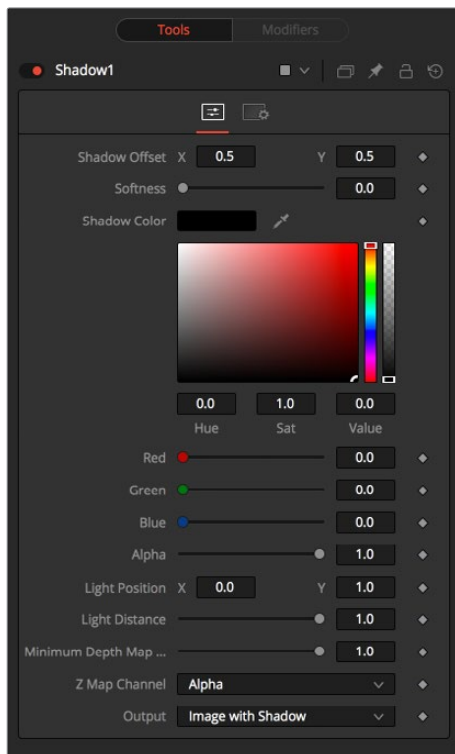 Tools Modifiers
Shadow1
Shadow Offset X 0.5 Y 0.5
Softness 0.0
Shadow Color
0.0 1.0 0.0
Hue Sat Value
Red 0.0
Green 0.0
Blue 0.0
Alpha 1.0
Light Position X 0.0 Y 1.0
Light Distance 1.0
Minimum Depth Map ... 1.0
Z Map Channel Alpha
Output Image with Shadow